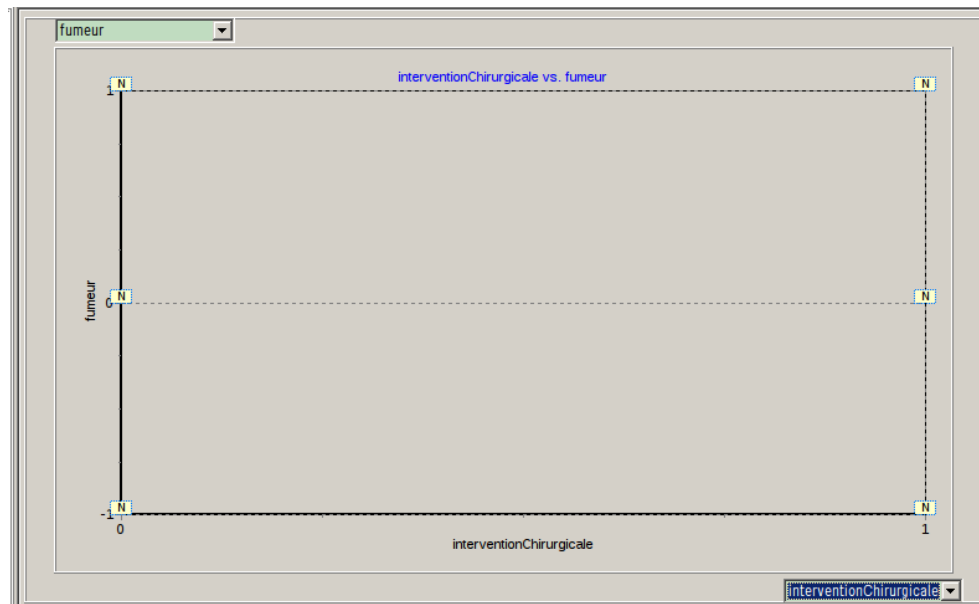 fumeur
interventionChirurgicale vs. fumeur
N N
1
fumeur
N N
0
N N
-1
0 1
interventionChirurgicale
interventionChirurgicale